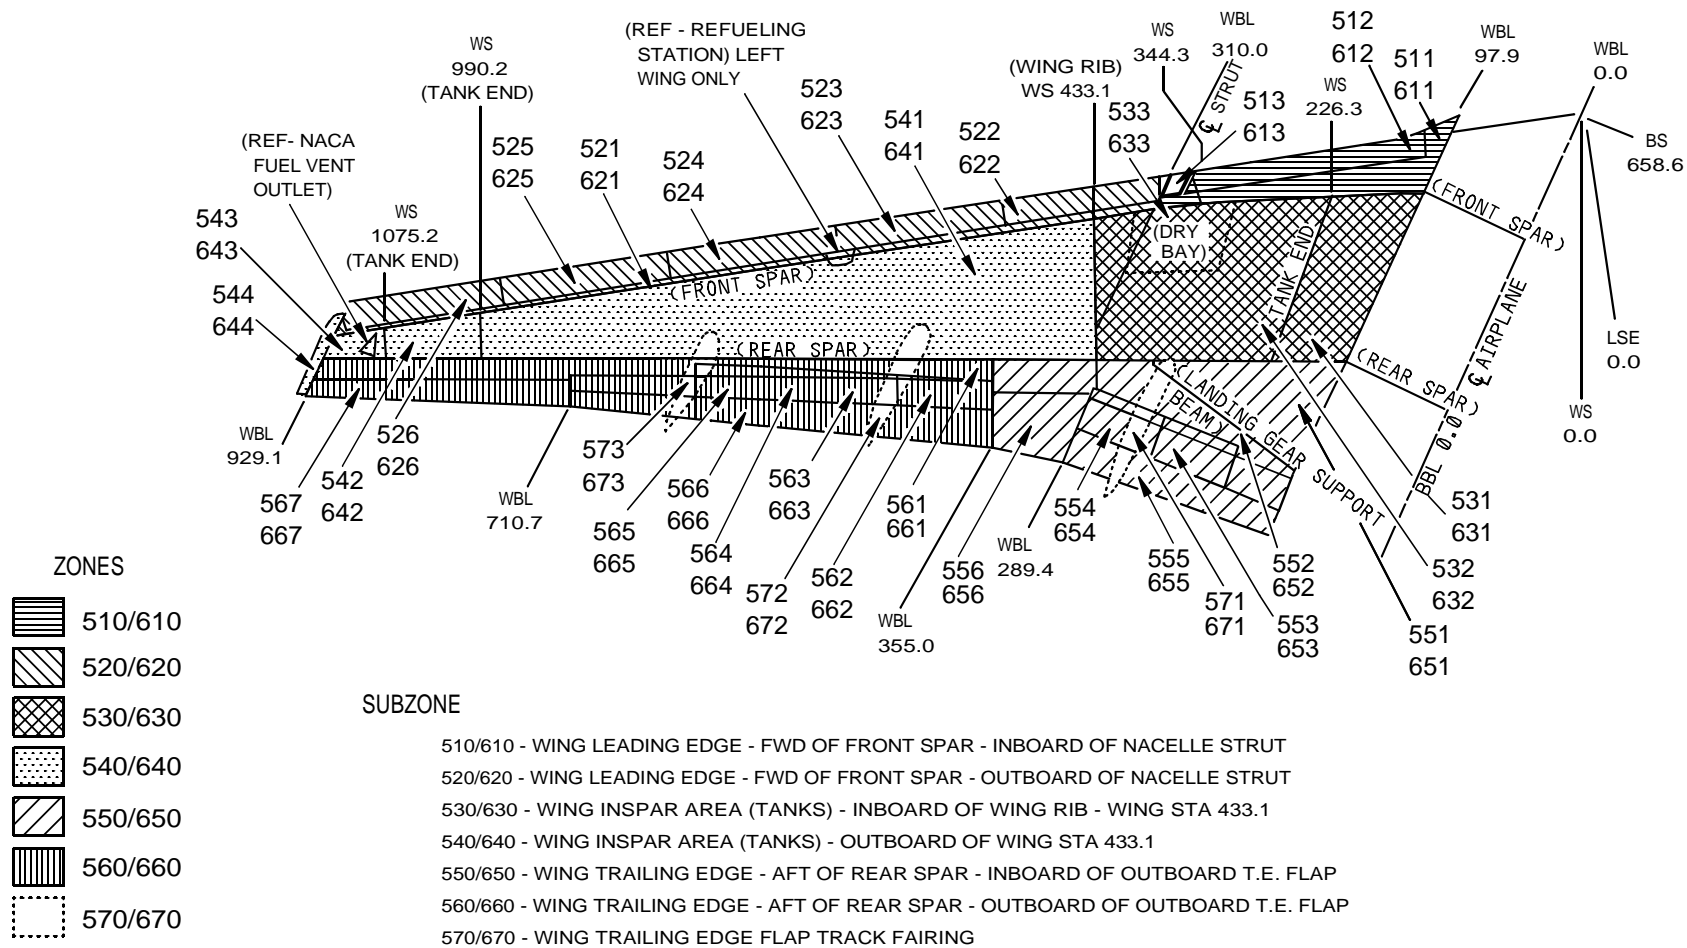 WS
990.2
(TANK END)
(REF - REFUELING
STATION) LEFT
WING ONLY
(WING RIB)
WS 433.1
WS
344.3
WBL
310.0
℄ STRUT
512
612
511
611
WBL
97.9
WBL
0.0
WS
226.3
513
613
533
633
BS
658.6
(REF- NACA
FUEL VENT
OUTLET)
525
625
521
621
524
624
523
623
541
641
522
622
WS
1075.2
(TANK END)
543
643
544
644
(FRONT SPAR)
(DRY
BAY)
(TANK END)
(FRONT SPAR)
(REAR SPAR)
(REAR SPAR)
(LANDING GEAR SUPPORT
BEAM)
BBL 0.0 ℄ AIRPLANE
LSE
0.0
WS
0.0
WBL
929.1
567
667
542
642
526
626
WBL
710.7
573
673
565
665
566
666
564
664
563
663
572
672
562
662
561
661
WBL
355.0
556
656
WBL
289.4
554
654
555
655
571
671
552
652
553
653
531
631
532
632
551
651
ZONES
510/610
520/620
530/630
540/640
550/650
560/660
570/670
SUBZONE
510/610 - WING LEADING EDGE - FWD OF FRONT SPAR - INBOARD OF NACELLE STRUT
520/620 - WING LEADING EDGE - FWD OF FRONT SPAR - OUTBOARD OF NACELLE STRUT
530/630 - WING INSPAR AREA (TANKS) - INBOARD OF WING RIB - WING STA 433.1
540/640 - WING INSPAR AREA (TANKS) - OUTBOARD OF WING STA 433.1
550/650 - WING TRAILING EDGE - AFT OF REAR SPAR - INBOARD OF OUTBOARD T.E. FLAP
560/660 - WING TRAILING EDGE - AFT OF REAR SPAR - OUTBOARD OF OUTBOARD T.E. FLAP
570/670 - WING TRAILING EDGE FLAP TRACK FAIRING